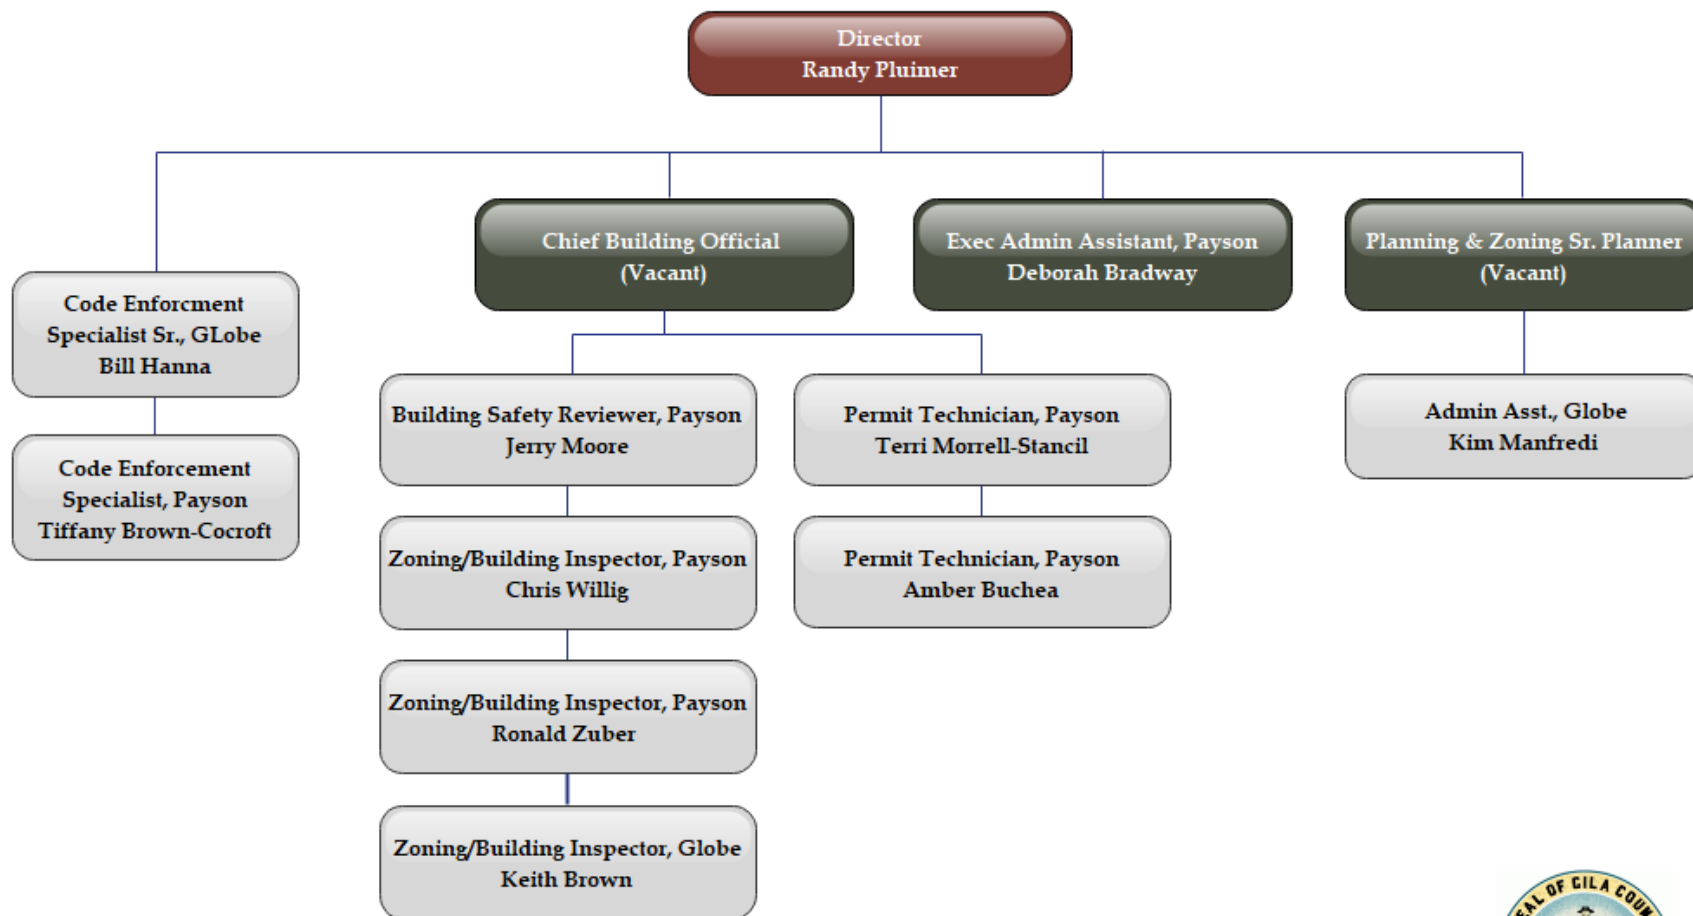 Director
Randy Pluimer
Chief Building Official
(Vacant)
Exec Admin Assistant, Payson
Deborah Bradway
Planning & Zoning Sr. Planner
(Vacant)
Code Enforcment
Specialist Sr., GLobe
Bill Hanna
Code Enforcement
Specialist, Payson
Tiffany Brown-Cocroft
Building Safety Reviewer, Payson
Jerry Moore
Zoning/Building Inspector, Payson
Chris Willig
Zoning/Building Inspector, Payson
Ronald Zuber
Zoning/Building Inspector, Globe
Keith Brown
Permit Technician, Payson
Terri Morrell-Stancil
Permit Technician, Payson
Amber Buchea
Admin Asst., Globe
Kim Manfredi
OF GILA